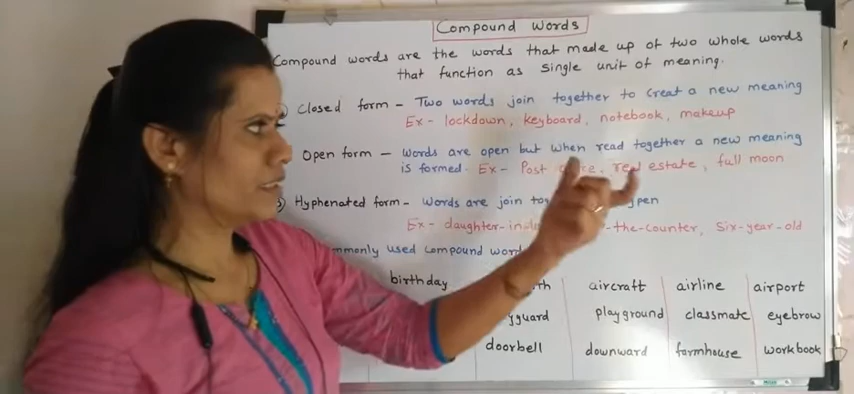 Compound Words
Compound words are the words that made up of two whole words
that function as single unit of meaning.
Closed form - Two words join together to creat a new meaning
Ex- lockdown, keyboard, notebook, makeup
Open form - words are open but when read together a new meaning
is formed. Ex- Post real estate, full moon
Hyphenated form - words are join
Ex- daughter- -the-counter, Six-year-old
used compound
birthday aircraft airline airport
playground classmate eyebrow
doorbell downward farmhouse workbook